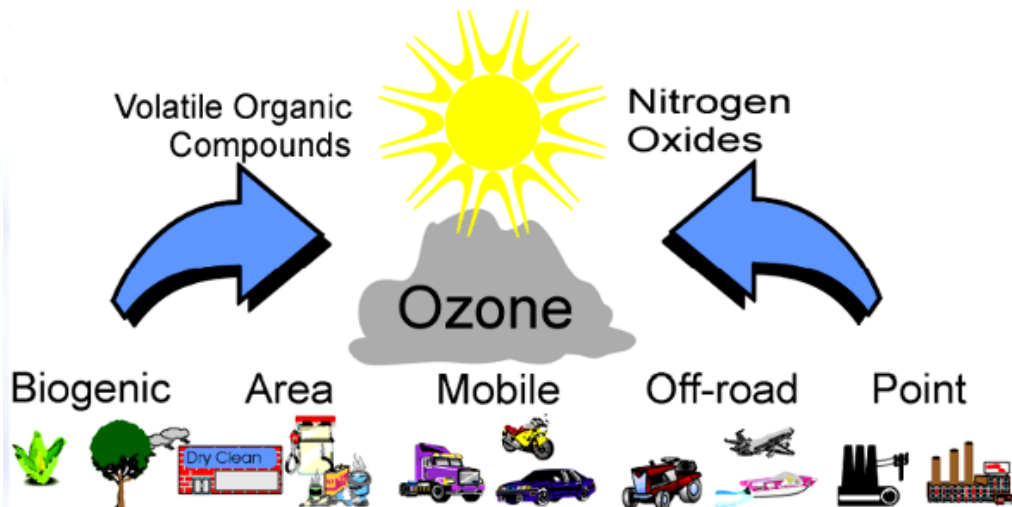 Volatile Organic
Compounds
Nitrogen
Oxides
Ozone
Biogenic
Area
Mobile
Off-road
Point
Dry Clean